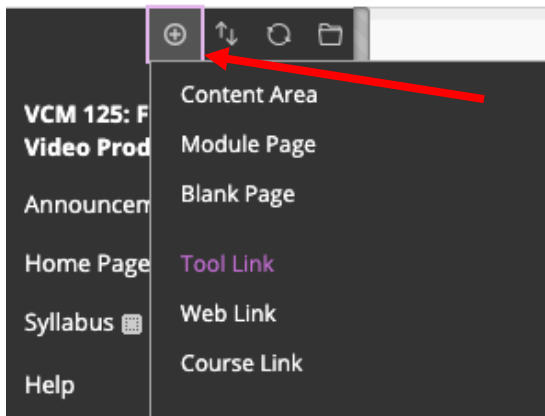 Content Area
VCM 125: F
Module Page
Video Prod
Blank Page
Announcem
Home Page
Tool Link
Syllabus
Web Link
Course Link
Help